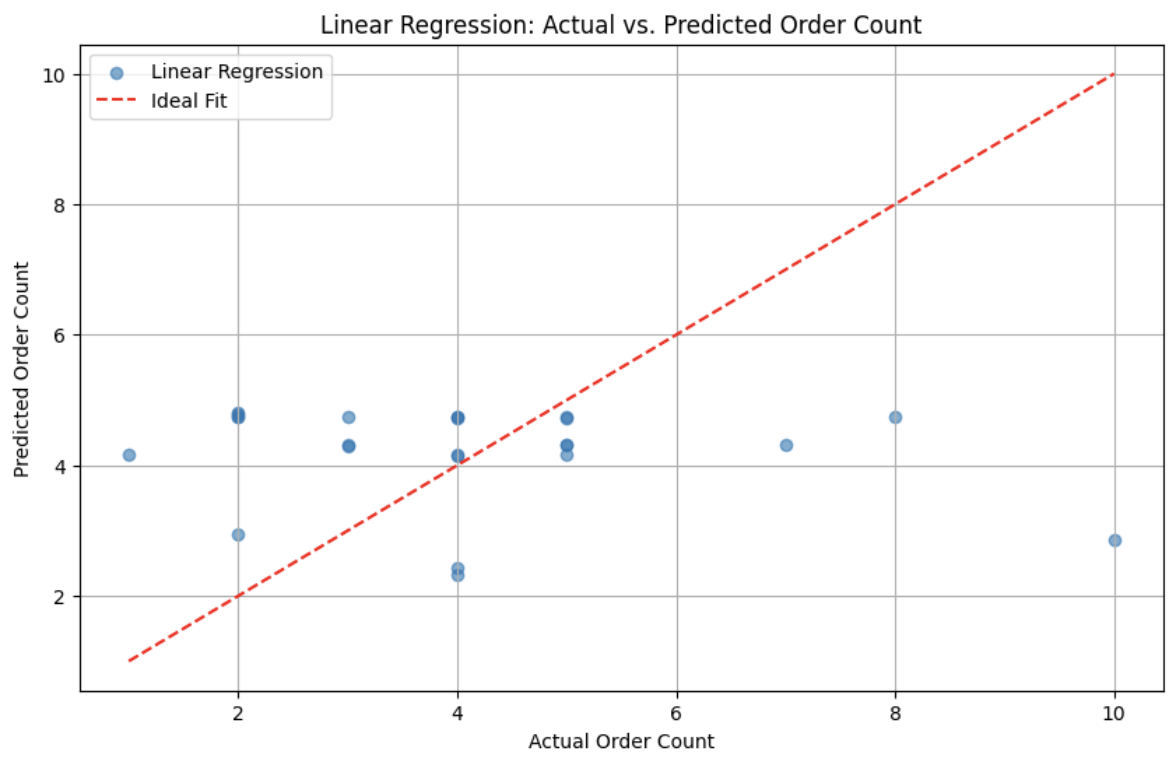 Linear Regression: Actual vs. Predicted Order Count
Linear Regression
Ideal Fit
10
8
6
4
2
Predicted Order Count
2 4 6 8 10
Actual Order Count